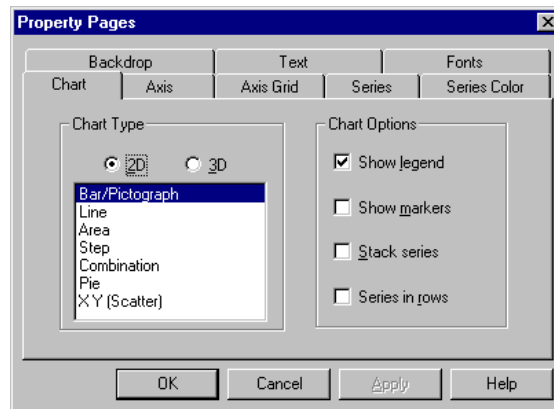 Property Pages
Backdrop Text Fonts
Chart Axis Axis Grid Series Series Color
Chart Type
2D 3D
Bar/Pictograph
Line
Area
Step
Combination
Pie
X Y (Scatter)
Chart Options
Show legend
Show markers
Stack series
Series in rows
OK Cancel Apply Help